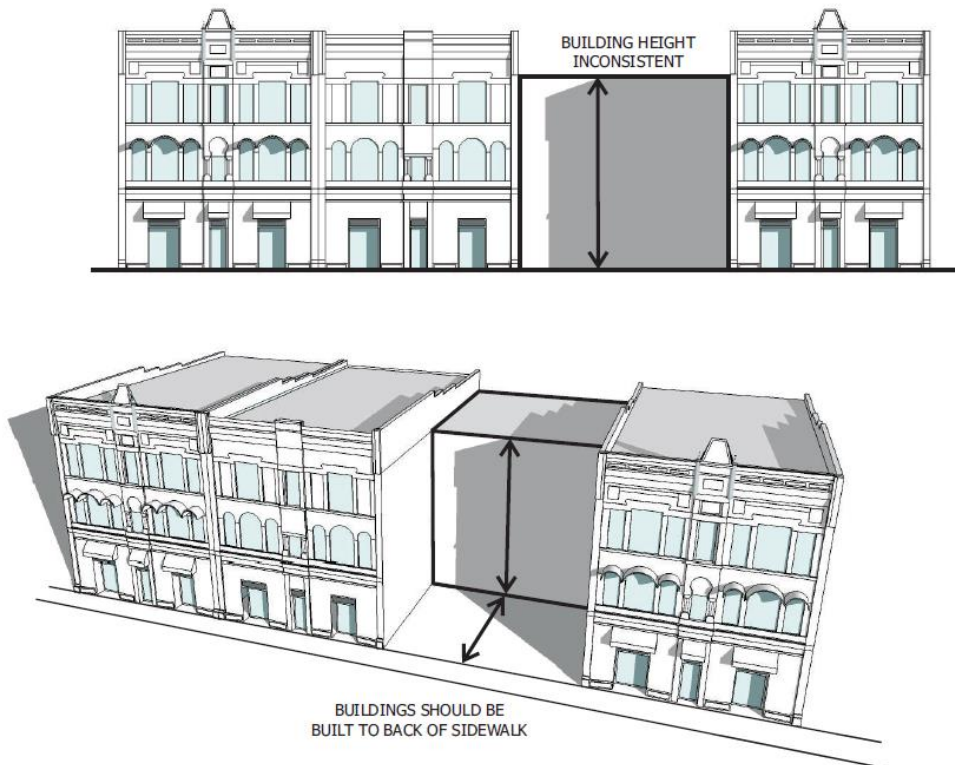 BUILDING HEIGHT
INCONSISTENT
BUILDINGS SHOULD BE
BUILT TO BACK OF SIDEWALK